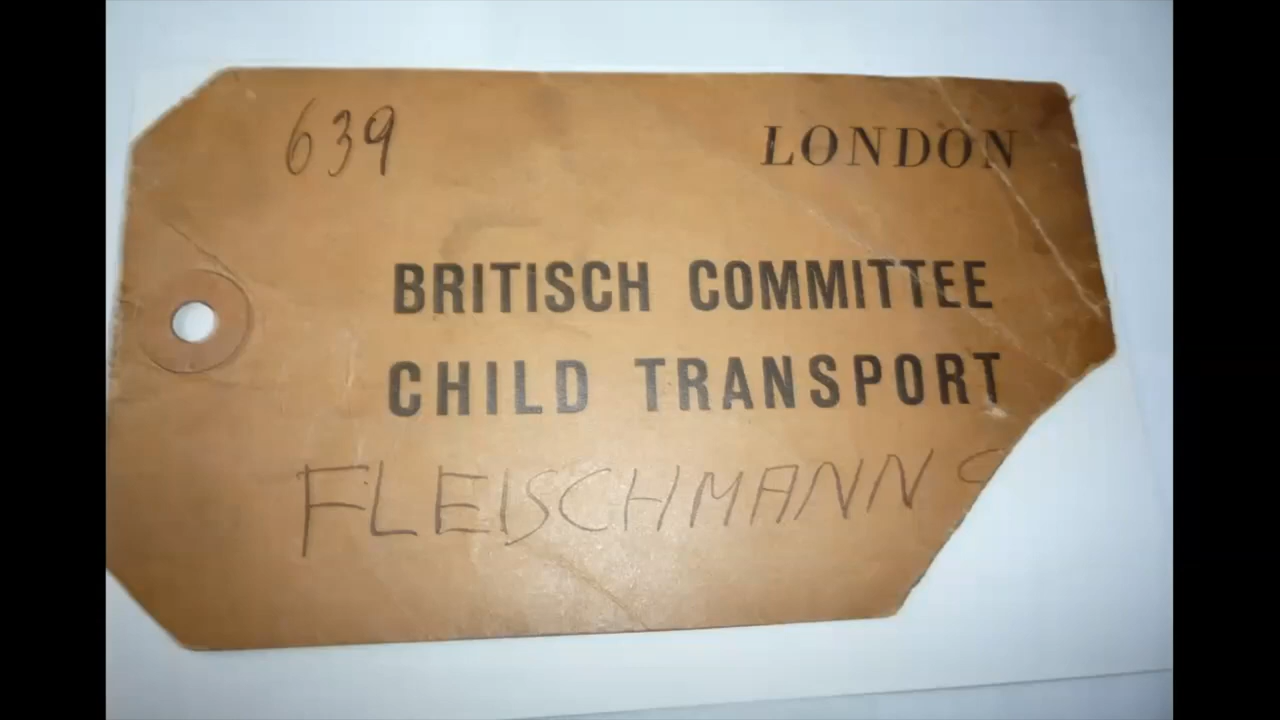 639 LONDON
BRITISCH COMMITTEE
CHILD TRANSPORT
FLEISCHMANN